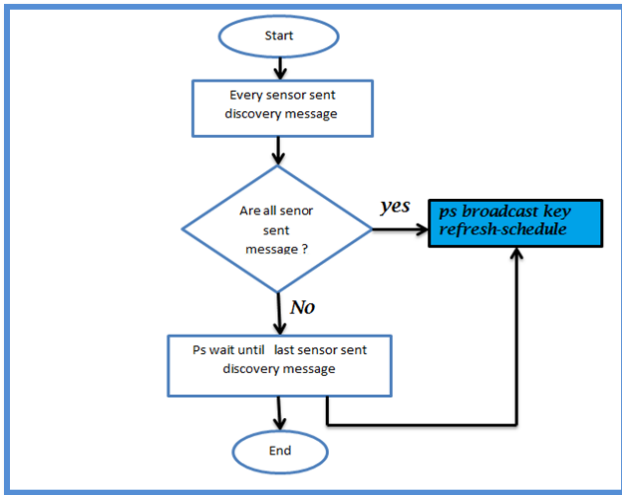 Start
Every sensor sent
discovery message
Are all senor
sent
message ?
yes
ps broadcast key
refresh-schedule
No
Ps wait until last sensor sent
discovery message
End